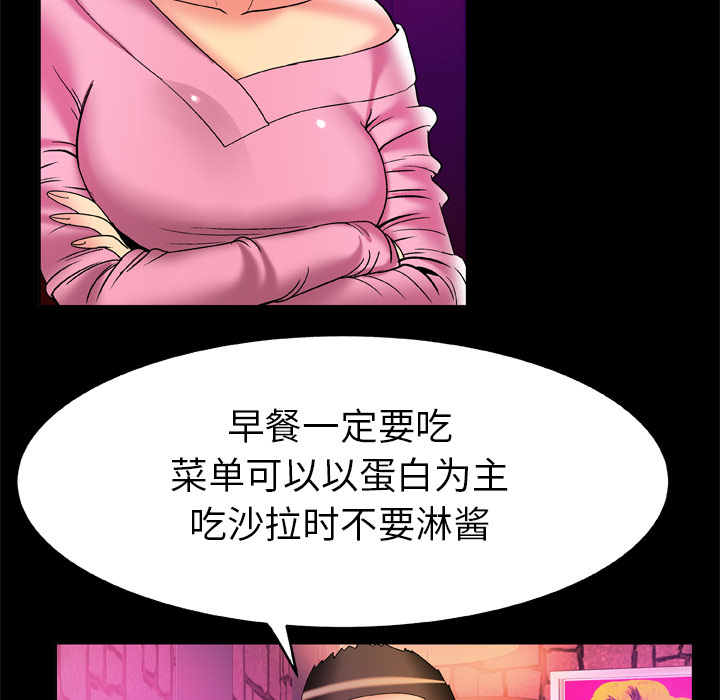 早餐一定要吃
菜单可以以蛋白为主
吃沙拉时不要淋酱